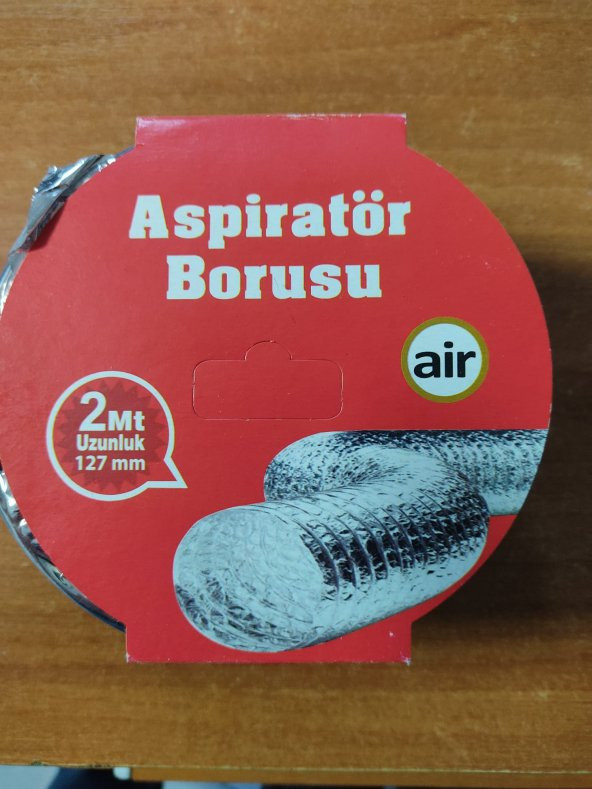 Aspiratör
Borusu
air
2Mt
Uzunluk
127 mm